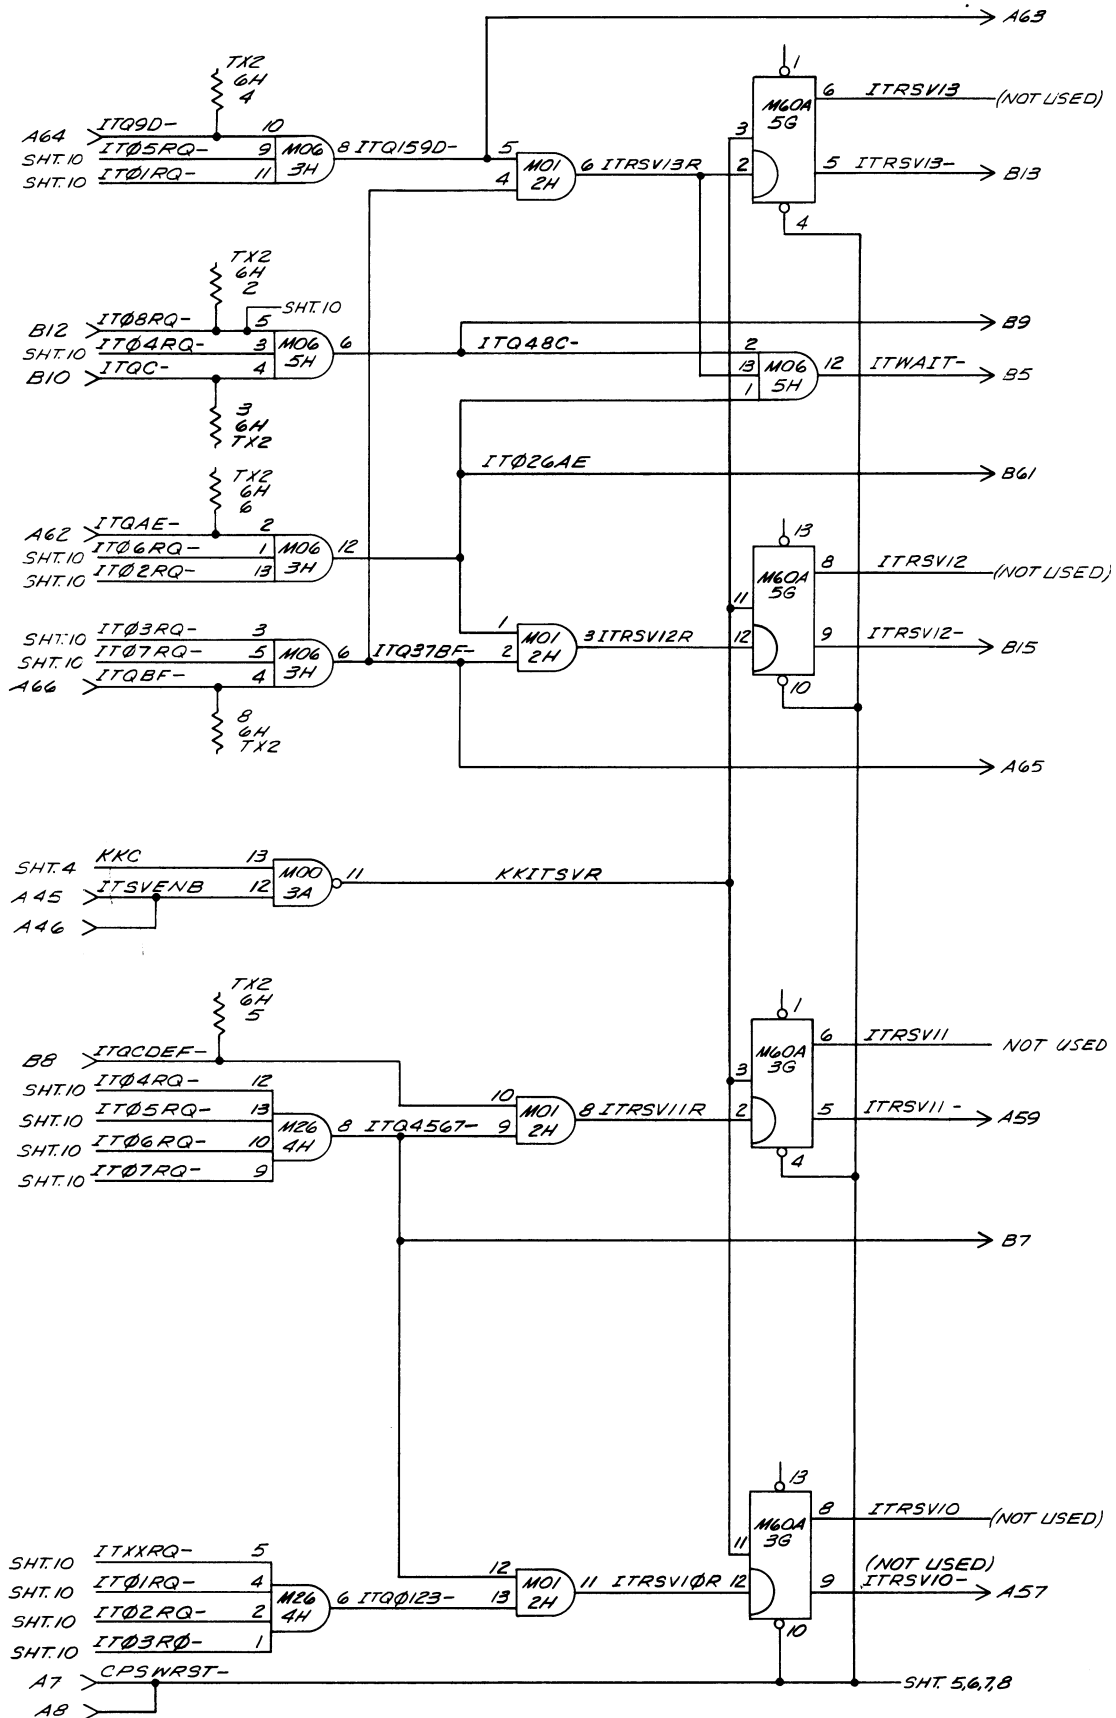 A63
TX2
6H
4
1
M60A
5G
6 ITRSV13 (NOT USED)
A64 ITQ9D- 10
SHT.10 ITØ5RQ- 9
SHT.10 ITØ1RQ- 11
M06
3H
8 ITQ159D- 5
4
M01
2H
6 ITRSV13R
3
2
5 ITRSV13- B13
4
TX2
6H
2
SHT.10
B12 ITØ8RQ- 5
SHT.10 ITØ4RQ- 3
B10 ITQC- 4
M06
5H
6
B9
ITQ48C- 2
13
1
M06
5H
12 ITWAIT- B5
3
6H
TX2
ITØ26AE B61
TX2
6H
6
A62 ITQAE- 2
SHT.10 ITØ6RQ- 1
SHT.10 ITØ2RQ- 13
M06
3H
12
13
M60A
5G
8 ITRSV12 (NOT USED)
11
SHT.10 ITØ3RQ- 3
SHT.10 ITØ7RQ- 5
A66 ITQBF- 4
M06
3H
6 ITQ37BF-
1
2
M01
2H
3 ITRSV12R 12
9 ITRSV12- B15
10
8
6H
TX2
A65
SHT.4 KKC 13
A45 ITSVENB 12
A46
M00
3A
11 KKITSVR
TX2
6H
5
1
M60A
3G
6 ITRSV11 NOT USED
B8 ITQCDEF-
SHT.10 ITØ4RQ- 12
SHT.10 ITØ5RQ- 13
SHT.10 ITØ6RQ- 10
SHT.10 ITØ7RQ- 9
M26
4H
8 ITQ4567-
10
9
M01
2H
8 ITRSV11R
3
2
5 ITRSV11- A59
4
B7
13
M60A
3G
8 ITRSV10 (NOT USED)
11
SHT.10 ITXXRQ- 5
SHT.10 ITØ1RQ- 4
SHT.10 ITØ2RQ- 2
SHT.10 ITØ3RØ- 1
M26
4H
6 ITQØ123-
12
13
M01
2H
11 ITRSV1ØR 12
(NOT USED)
9 ITRSV10- A57
10
A7 CPSWRST-
A8
SHT. 5,6,7,8